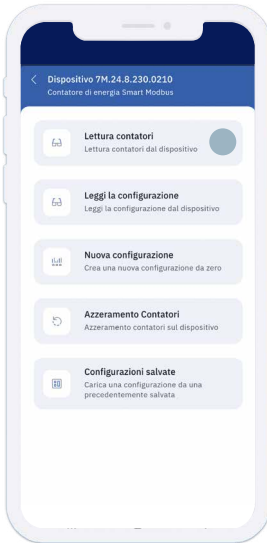 Dispositivo 7M.24.8.230.0210
Contatore di energia Smart Modbus
Lettura contatori
Lettura contatori dal dispositivo
Leggi la configurazione
Leggi la configurazione dal dispositivo
Nuova configurazione
Crea una nuova configurazione da zero
Azzeramento Contatori
Azzeramento contatori sul dispositivo
Configurazioni salvate
Carica una configurazione da una
precedentemente salvata